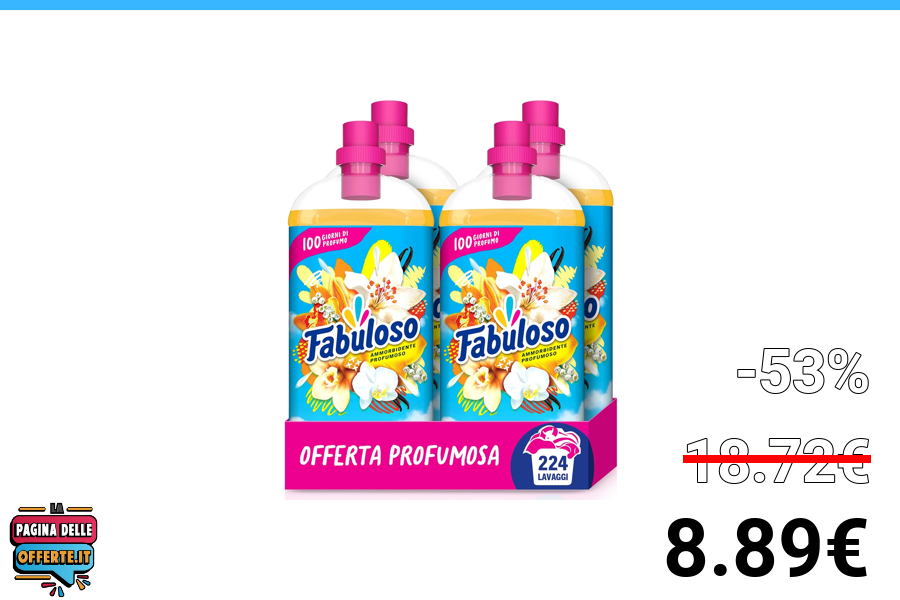 100 GIORNI DI
PROFUMO
100 GIORNI DI
PROFUMO
Fabuloso
AMMORBIDENTE
PROFUMOSO
Fabuloso
AMMORBIDENTE
PROFUMOSO
OFFERTA PROFUMOSA
224
LAVAGGI
-53%
18.72€
8.89€
LA
PAGINA DELLE
OFFERTE.IT